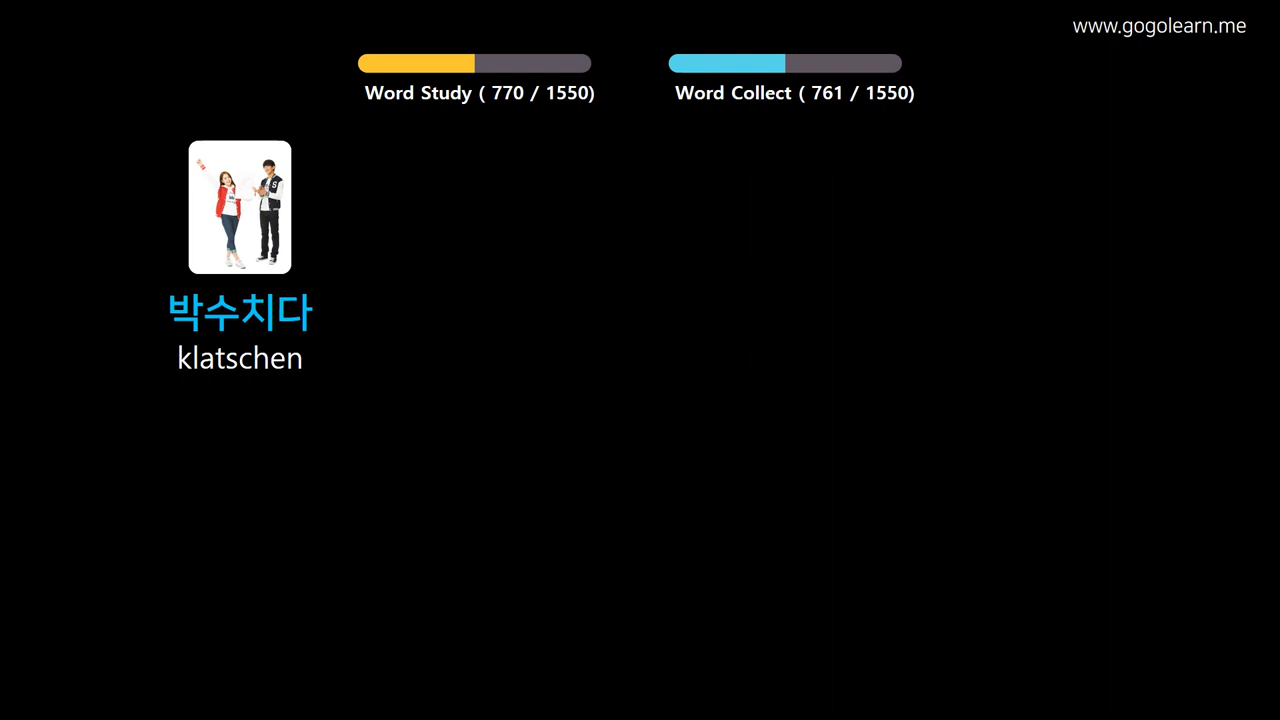 www.gogolearn.me
Word Study ( 770 / 1550)
Word Collect ( 761 / 1550)
박수치다
klatschen